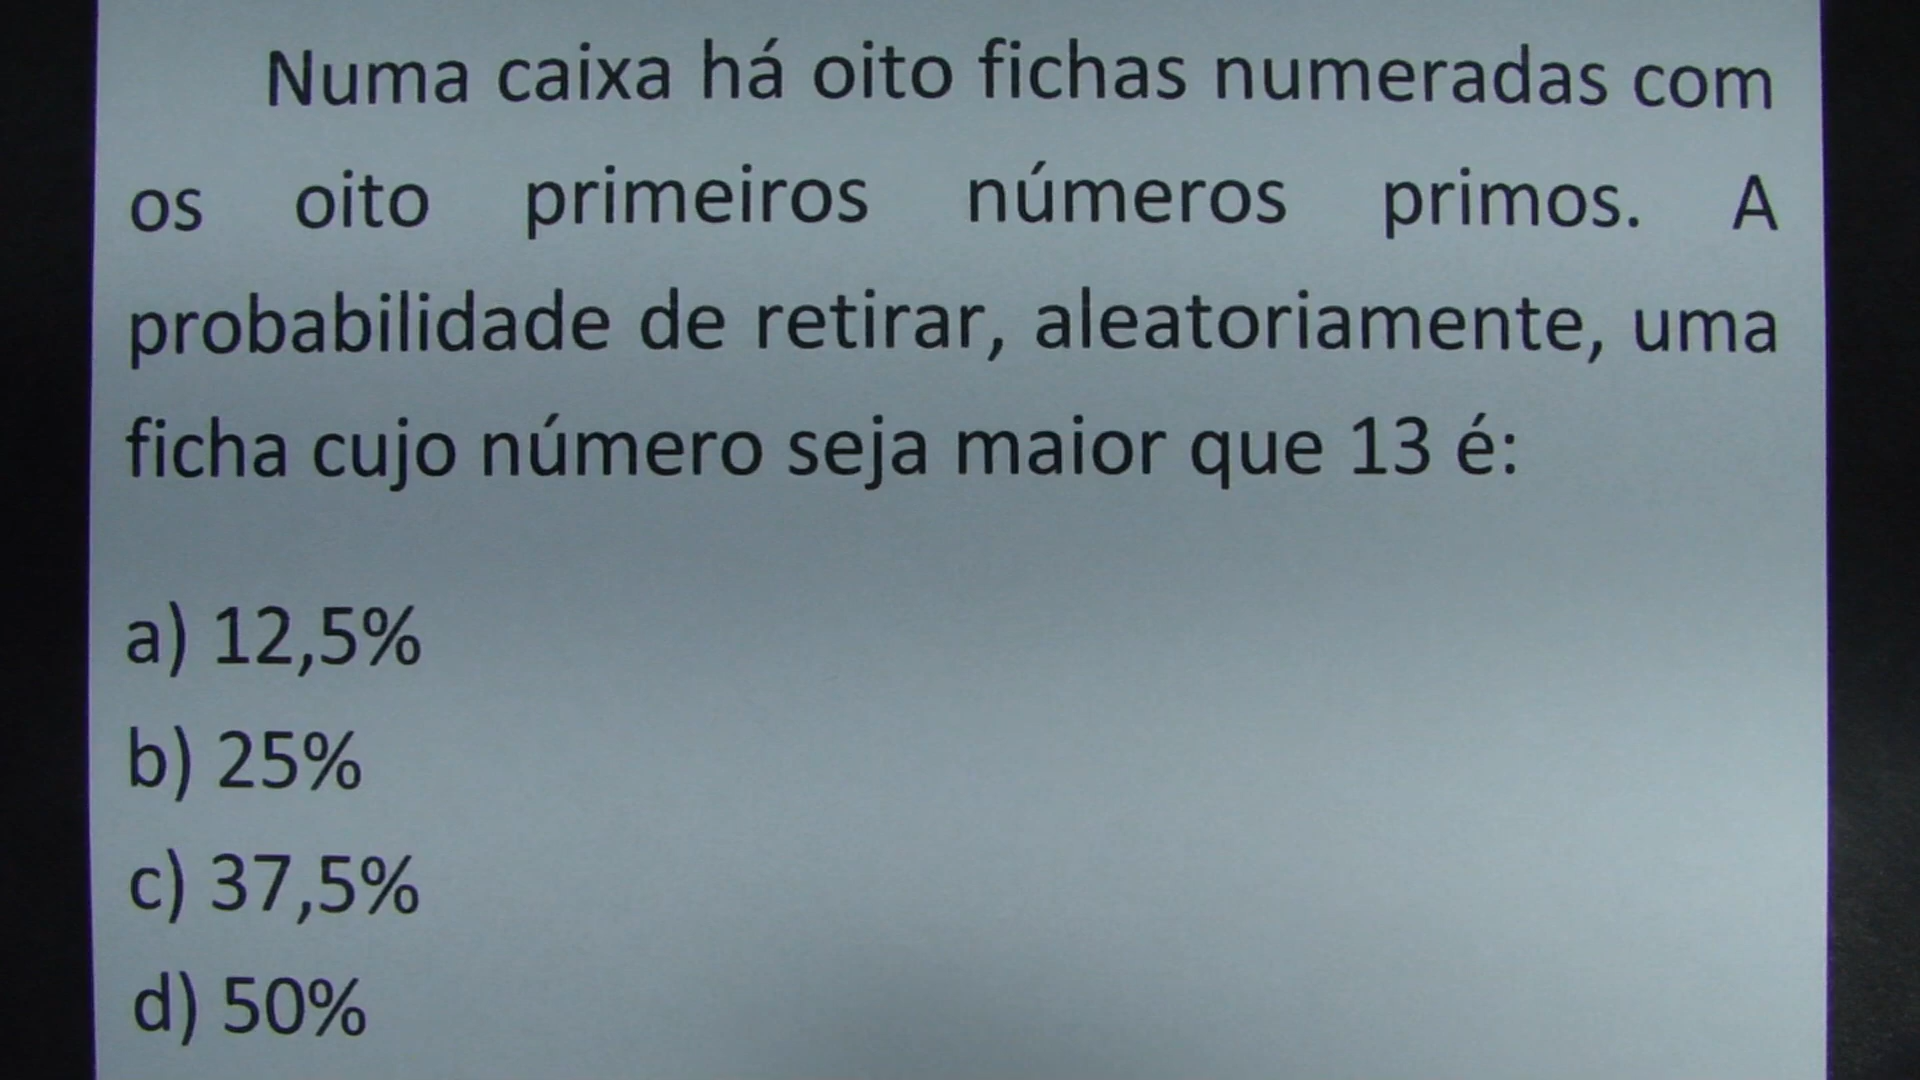 Numa caixa há oito fichas numeradas com
os oito primeiros números primos. A
probabilidade de retirar, aleatoriamente, uma
ficha cujo número seja maior que 13 é:
a) 12,5%
b) 25%
c) 37,5%
d) 50%